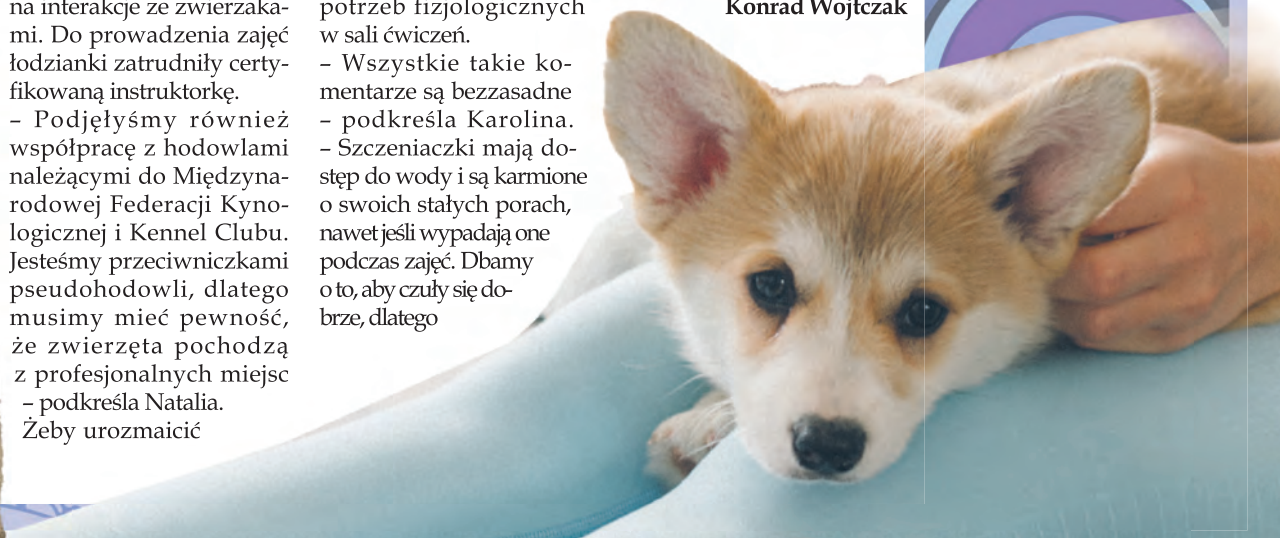 na interakcje ze zwierzaka-
mi. Do prowadzenia zajęć
łodzianki zatrudniły certy-
fikowaną instruktorkę.
– Podjęłyśmy również
współpracę z hodowlami
należącymi do Międzyna-
rodowej Federacji Kyno-
logicznej i Kennel Clubu.
Jesteśmy przeciwniczkami
pseudohodowli, dlatego
musimy mieć pewność,
że zwierzęta pochodzą
z profesjonalnych miejsc
– podkreśla Natalia.
Żeby urozmaicić
potrzeb fizjologicznych
w sali ćwiczeń.
– Wszystkie takie ko-
mentarze są bezzasadne
– podkreśla Karolina.
– Szczeniaczki mają do-
stęp do wody i są karmione
o swoich stałych porach,
nawet jeśli wypadają one
podczas zajęć. Dbamy
o to, aby czuły się do-
brze, dlatego
Konrad Wojtczak